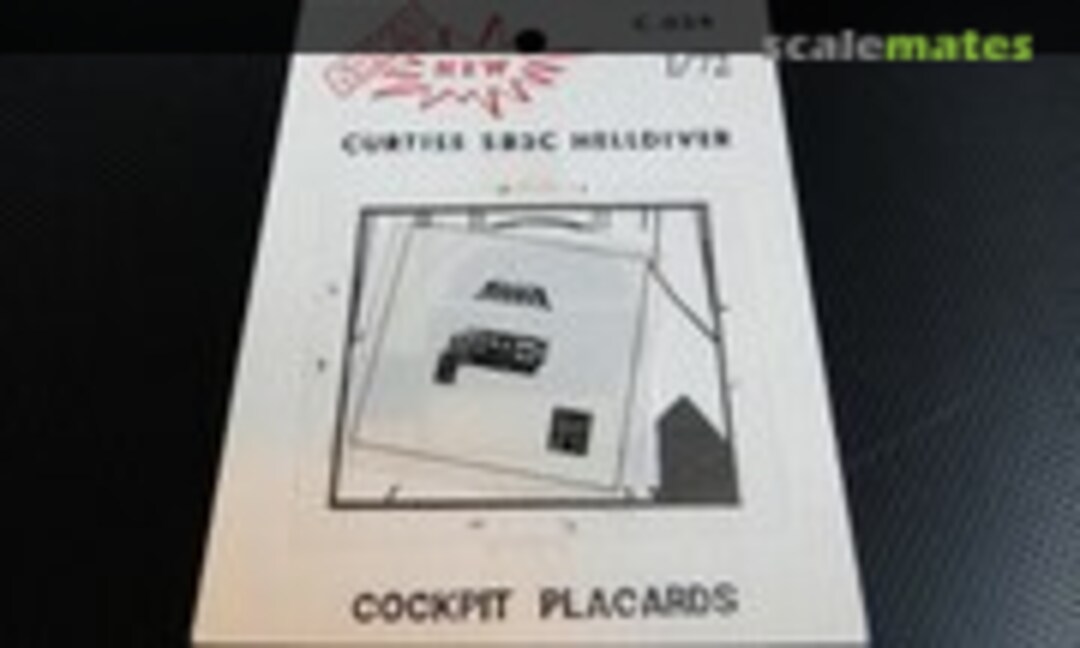 scalemates
NEW
1/72
CURTISS SB2C HELLDIVER
COCKPIT PLACARDS